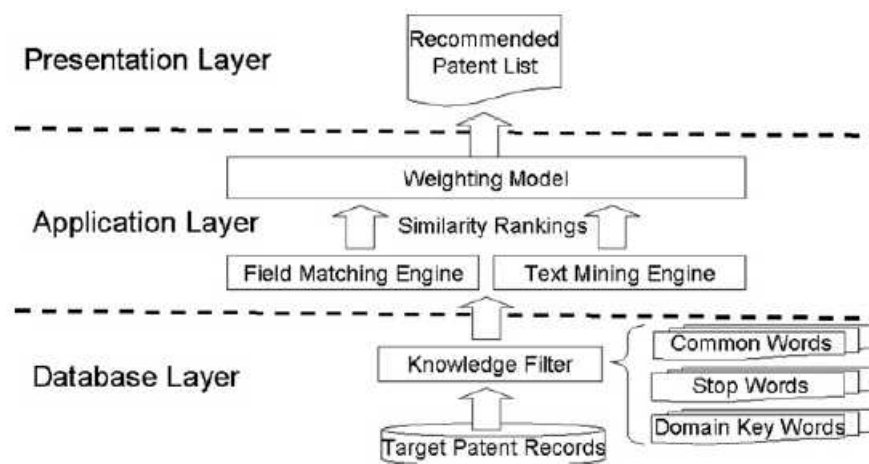 Recommended
Patent List
Presentation Layer
Weighting Model
Application Layer
Similarity Rankings
Field Matching Engine
Text Mining Engine
Database Layer
Knowledge Filter
Common Words
Stop Words
Domain Key Words
Target Patent Records